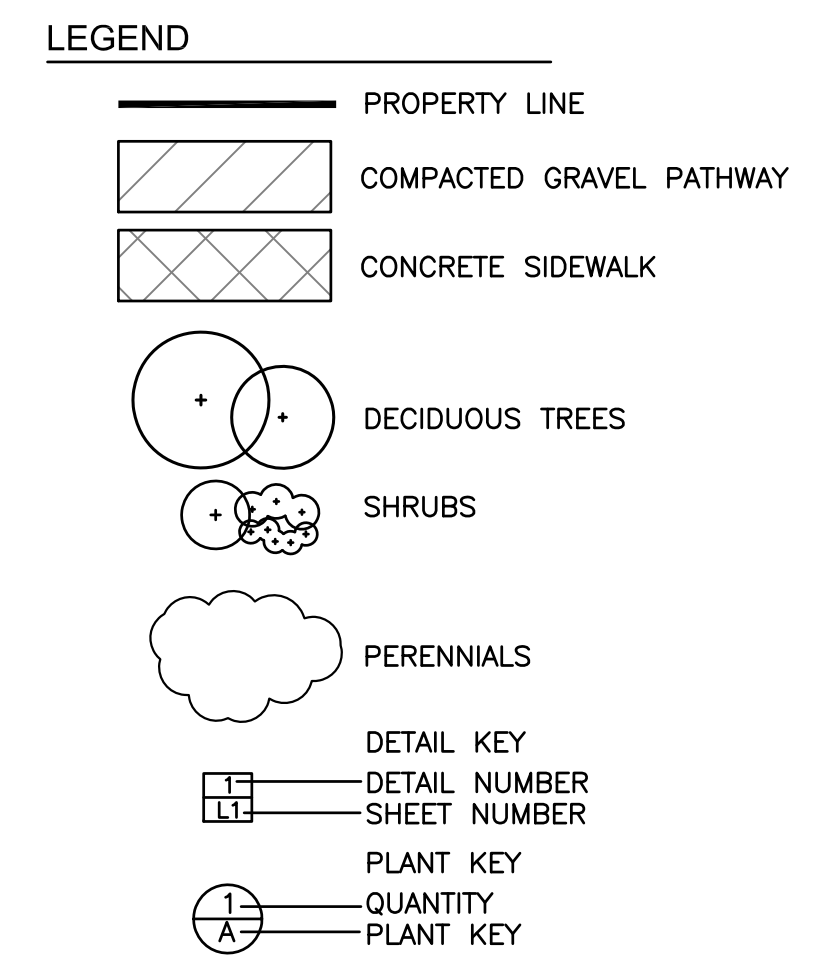 LEGEND
PROPERTY LINE
COMPACTED GRAVEL PATHWAY
CONCRETE SIDEWALK
DECIDUOUS TREES
SHRUBS
PERENNIALS
DETAIL KEY
1 DETAIL NUMBER
L1 SHEET NUMBER
PLANT KEY
1 QUANTITY
A PLANT KEY